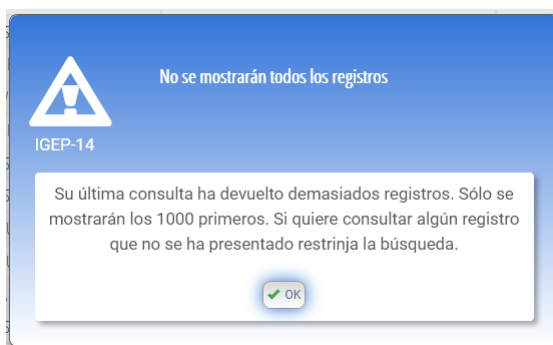 No se mostrarán todos los registros
IGEP-14
Su última consulta ha devuelto demasiados registros. Sólo se
mostrarán los 1000 primeros. Si quiere consultar algún registro
que no se ha presentado restrinja la búsqueda.
OK